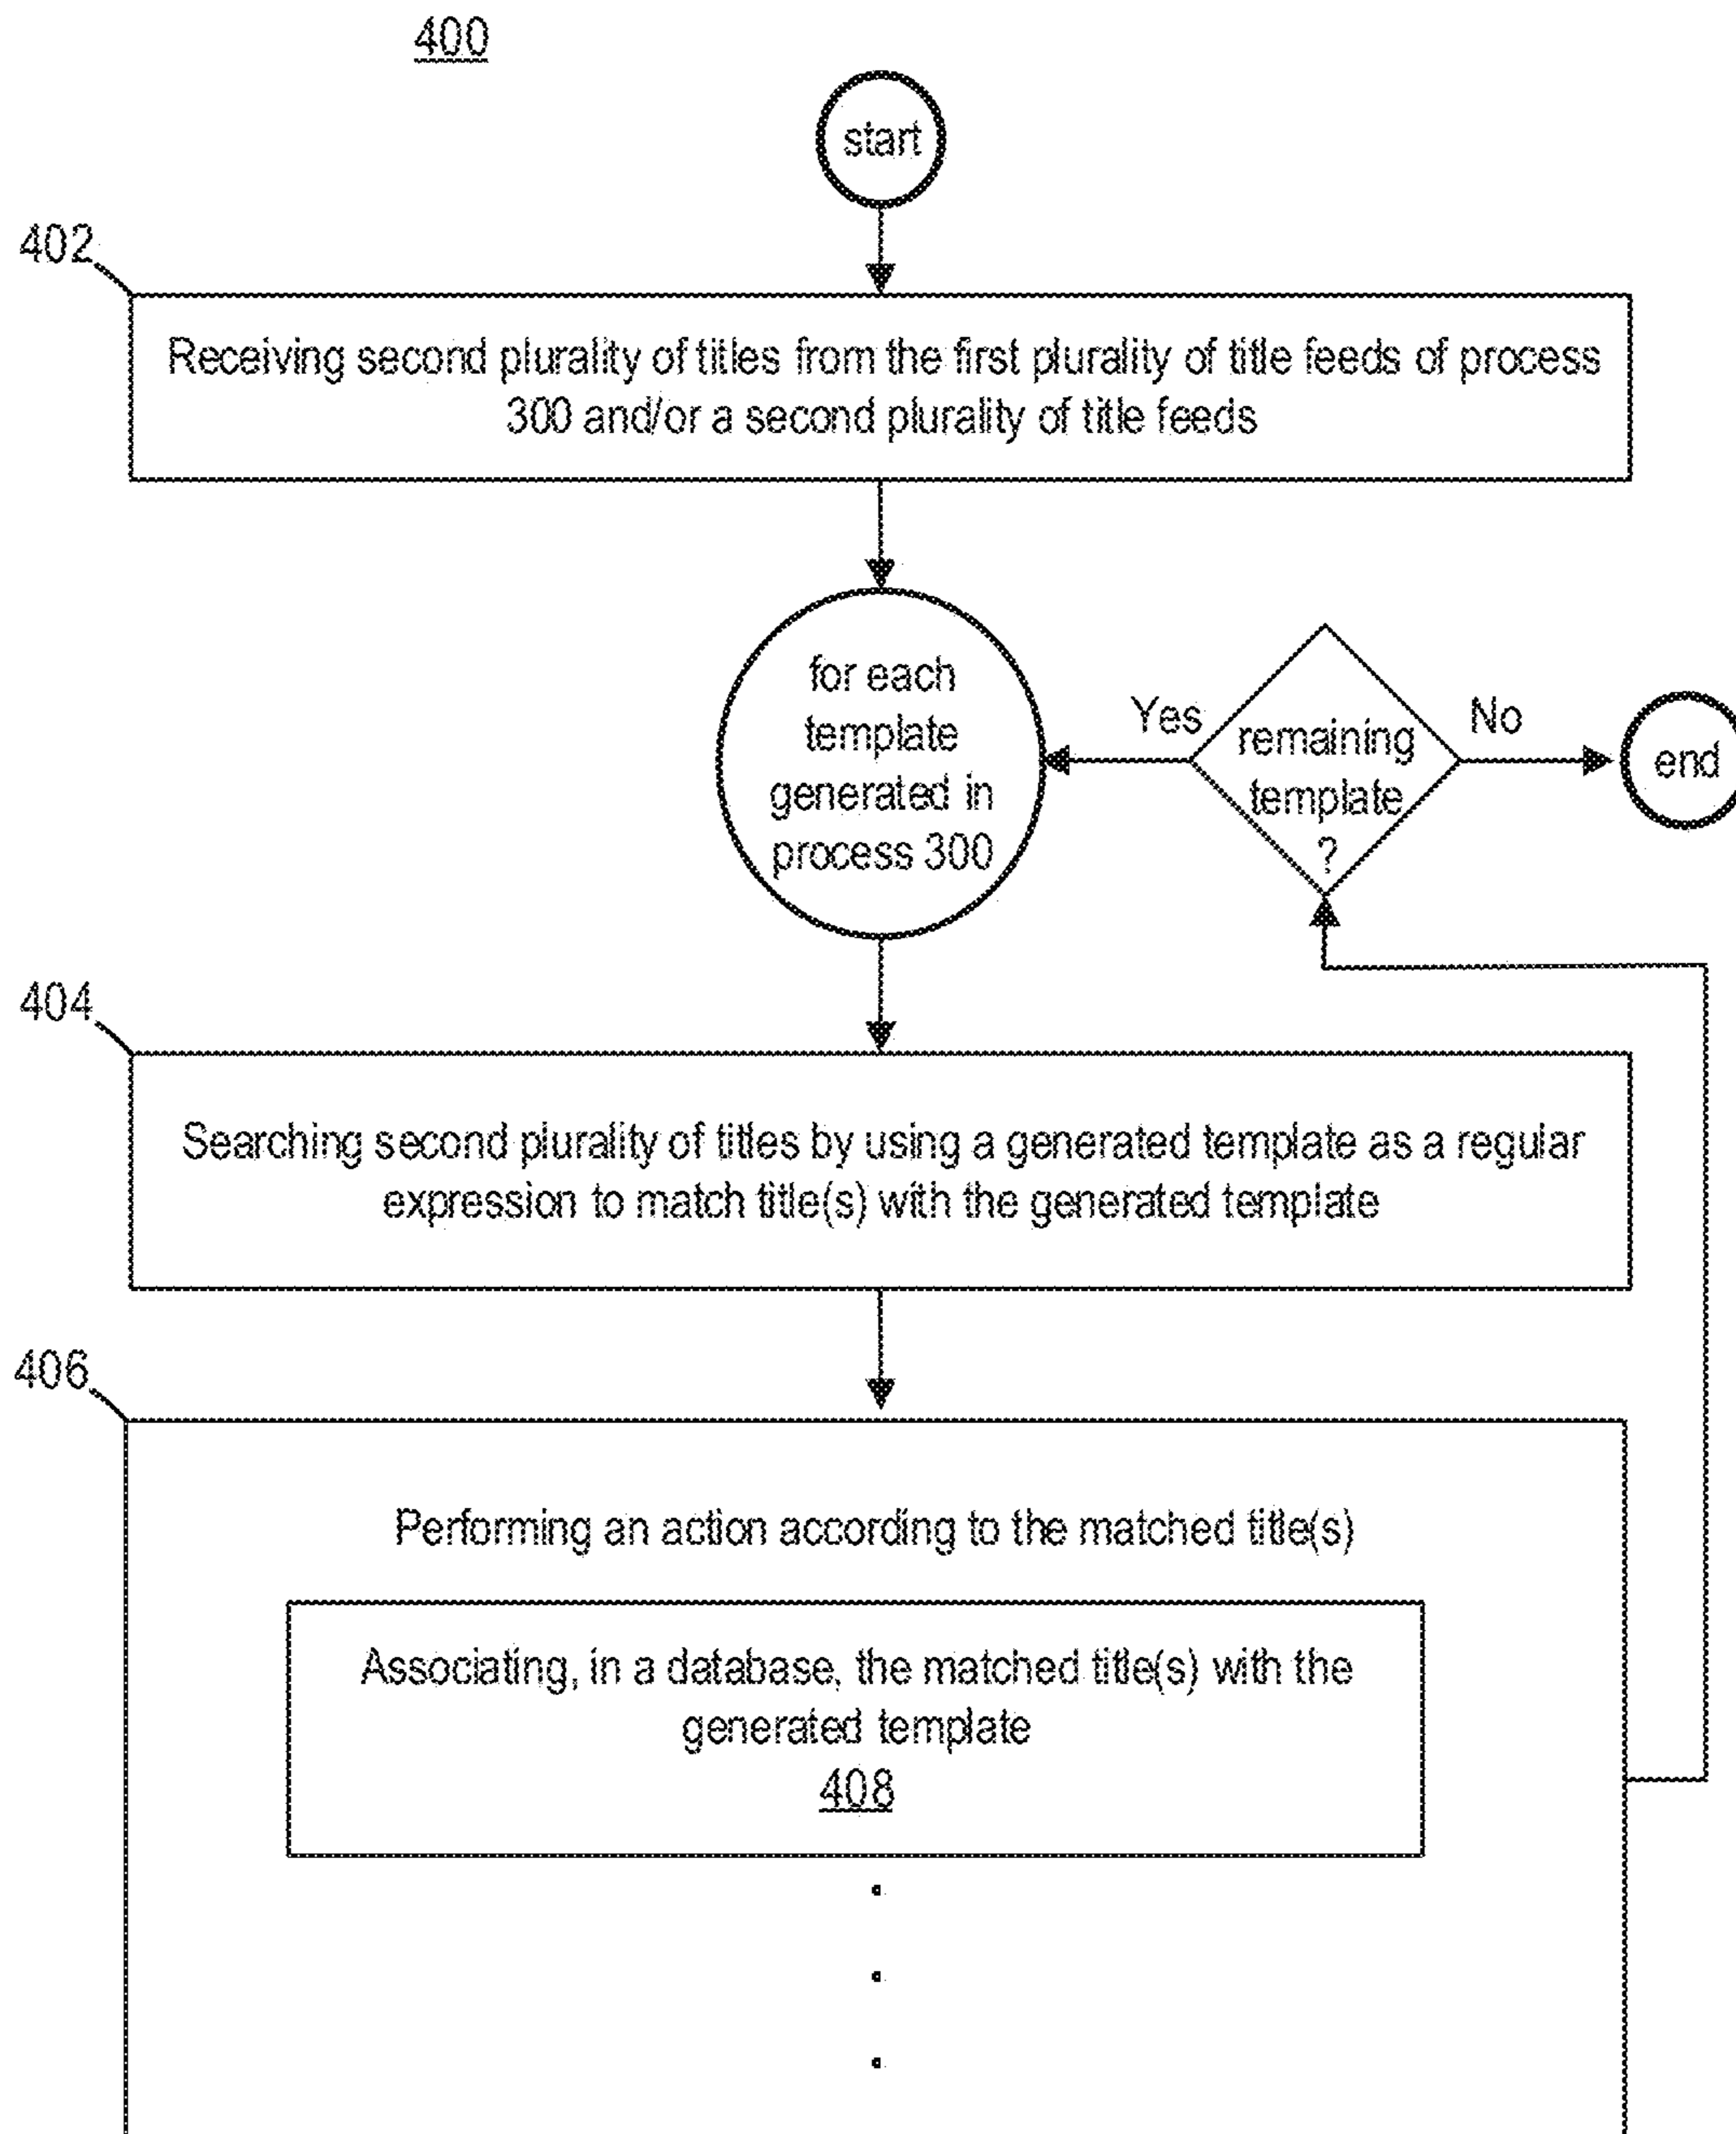 400
start
402
Receiving second plurality of titles from the first plurality of title feeds of process
300 and/or a second plurality of title feeds
for each
template
generated in
process 300
Yes
remaining
template
?
No
end
404
Searching second plurality of titles by using a generated template as a regular
expression to match title(s) with the generated template
406
Performing an action according to the matched title(s)
Associating, in a database, the matched title(s) with the
generated template
408